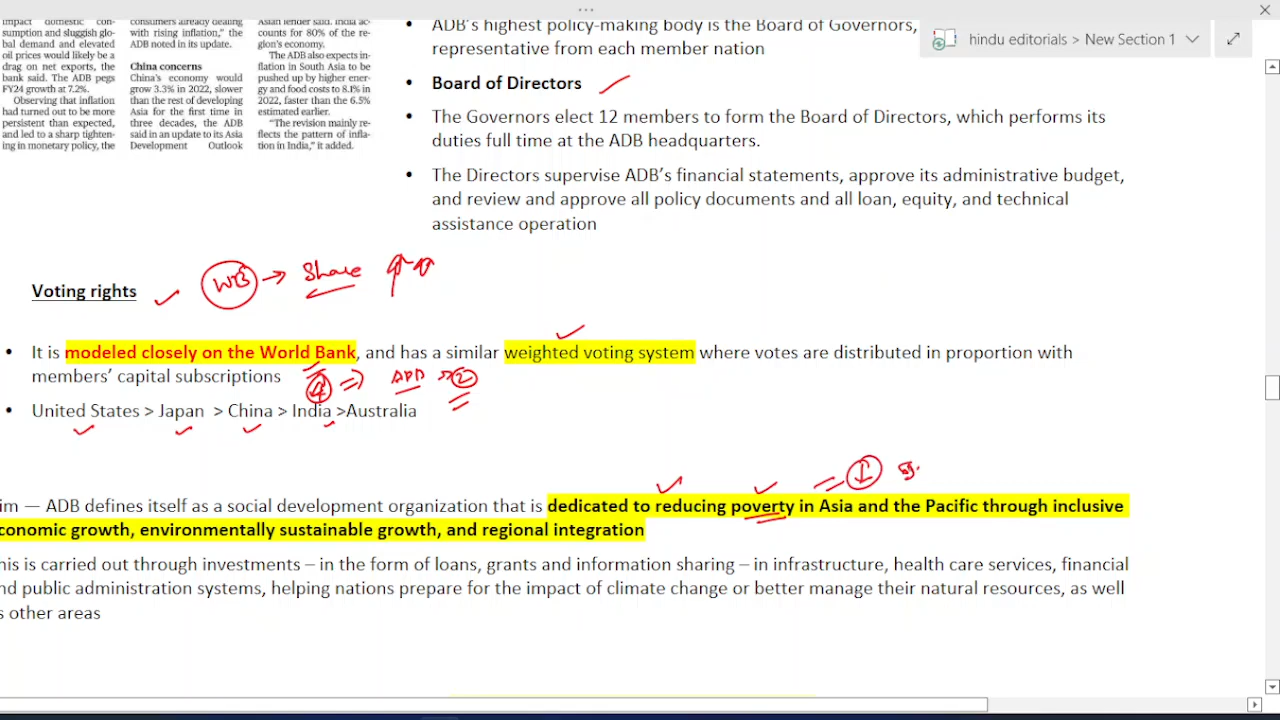 impact domestic con-
sumption and sluggish glo-
bal demand and elevated
oil prices would likely be a
drag on net exports, the
bank said. The ADB pegs
FY24 growth at 7.2%.
Observing that inflation
had turned out to be more
persistent than expected,
and led to a sharp tighten-
ing in monetary policy, the
consumers already dealing
with rising inflation," the
ADB noted in its update.
China concerns
China's economy would
grow 3.3% in 2022, slower
than the rest of developing
Asia for the first time in
three decades, the ADB
said in an update to its Asia
Development Outlook
Asian lender said. India ac-
counts for 80% of the re-
gion's economy.
The ADB also expects in-
flation in South Asia to be
pushed up by higher ener-
gy and food costs to 8.1% in
2022, faster than the 6.5%
estimated earlier.
"The revision mainly re-
flects the pattern of infla-
tion in India," it added.
• ADB's highest policy-making body is the Board of Governors,
representative from each member nation
hindu editorials > New Section 1
• Board of Directors
• The Governors elect 12 members to form the Board of Directors, which performs its
duties full time at the ADB headquarters.
• The Directors supervise ADB's financial statements, approve its administrative budget,
and review and approve all policy documents and all loan, equity, and technical
assistance operation
Voting rights
WB → Share
• It is modeled closely on the World Bank, and has a similar weighted voting system where votes are distributed in proportion with
members' capital subscriptions
4 ⇒ ADB → 2
• United States > Japan > China > India >Australia
im — ADB defines itself as a social development organization that is dedicated to reducing poverty in Asia and the Pacific through inclusive
conomic growth, environmentally sustainable growth, and regional integration
his is carried out through investments – in the form of loans, grants and information sharing – in infrastructure, health care services, financial
nd public administration systems, helping nations prepare for the impact of climate change or better manage their natural resources, as well
s other areas